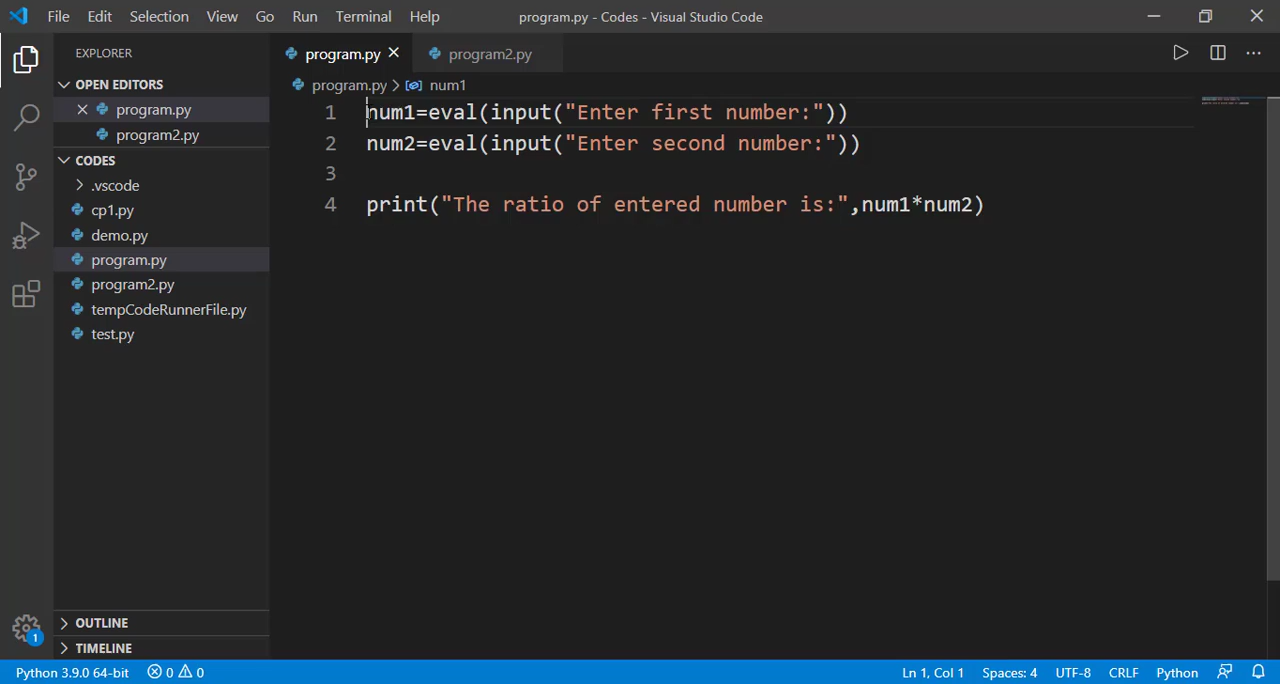 File Edit Selection View Go Run Terminal Help program.py - Codes - Visual Studio Code
EXPLORER
OPEN EDITORS
program.py
program2.py
CODES
.vscode
cp1.py
demo.py
program.py
program2.py
tempCodeRunnerFile.py
test.py
OUTLINE
TIMELINE
program.py program2.py
program.py num1
1 num1=eval(input("Enter first number:"))
2 num2=eval(input("Enter second number:"))
3
4 print("The ratio of entered number is:",num1*num2)
1
Python 3.9.0 64-bit 0 0 Ln 1, Col 1 Spaces: 4 UTF-8 CRLF Python